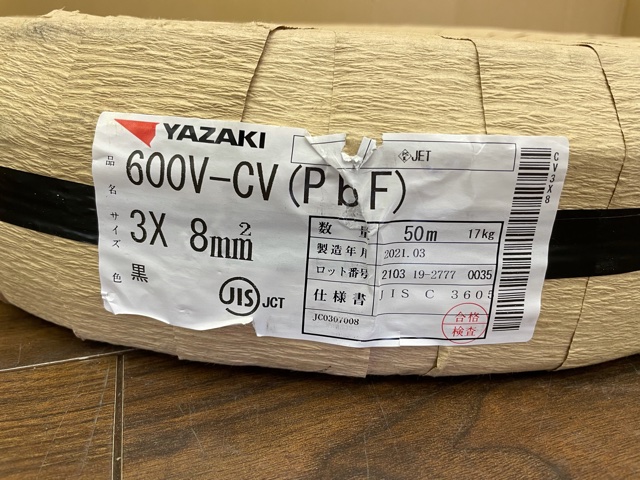 YAZAKI
JET
品名 600V-CV(PbF)
サイズ 3X 8mm²
色 黒
JIS JCT
数量 50m 17kg
製造年月 2021.03
ロット番号 2103 19-2777 0035
仕様書 JIS C 3605
JC0307008
合格
検査
CV3X8